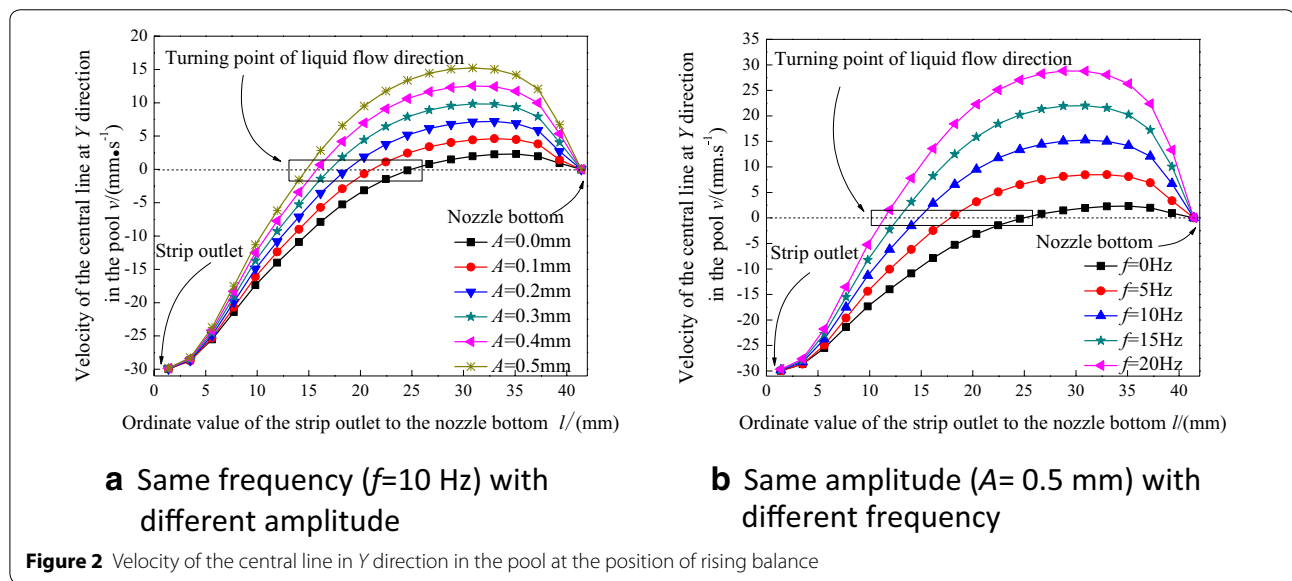 20
15
10
5
0
-5
-10
-15
-20
-25
-30
Velocity of the central line at Y direction
in the pool v/(mm•s⁻¹)
Turning point of liquid flow direction
Nozzle bottom
Strip outlet
A=0.0mm
A=0.1mm
A=0.2mm
A=0.3mm
A=0.4mm
A=0.5mm
0 5 10 15 20 25 30 35 40
Ordinate value of the strip outlet to the nozzle bottom l/(mm)
a Same frequency (f=10 Hz) with
different amplitude
35
30
25
20
15
10
5
0
-5
-10
-15
-20
-25
-30
Velocity of the central line at Y direction
in the pool v/(mm.s⁻¹)
Turning point of liquid flow
direction
Strip outlet
Nozzle bottom
f=0Hz
f=5Hz
f=10Hz
f=15Hz
f=20Hz
0 5 10 15 20 25 30 35 40
Ordinate value of the strip outlet to the nozzle bottom l/(mm)
b Same amplitude (A= 0.5 mm) with
different frequency
Figure 2 Velocity of the central line in Y direction in the pool at the position of rising balance